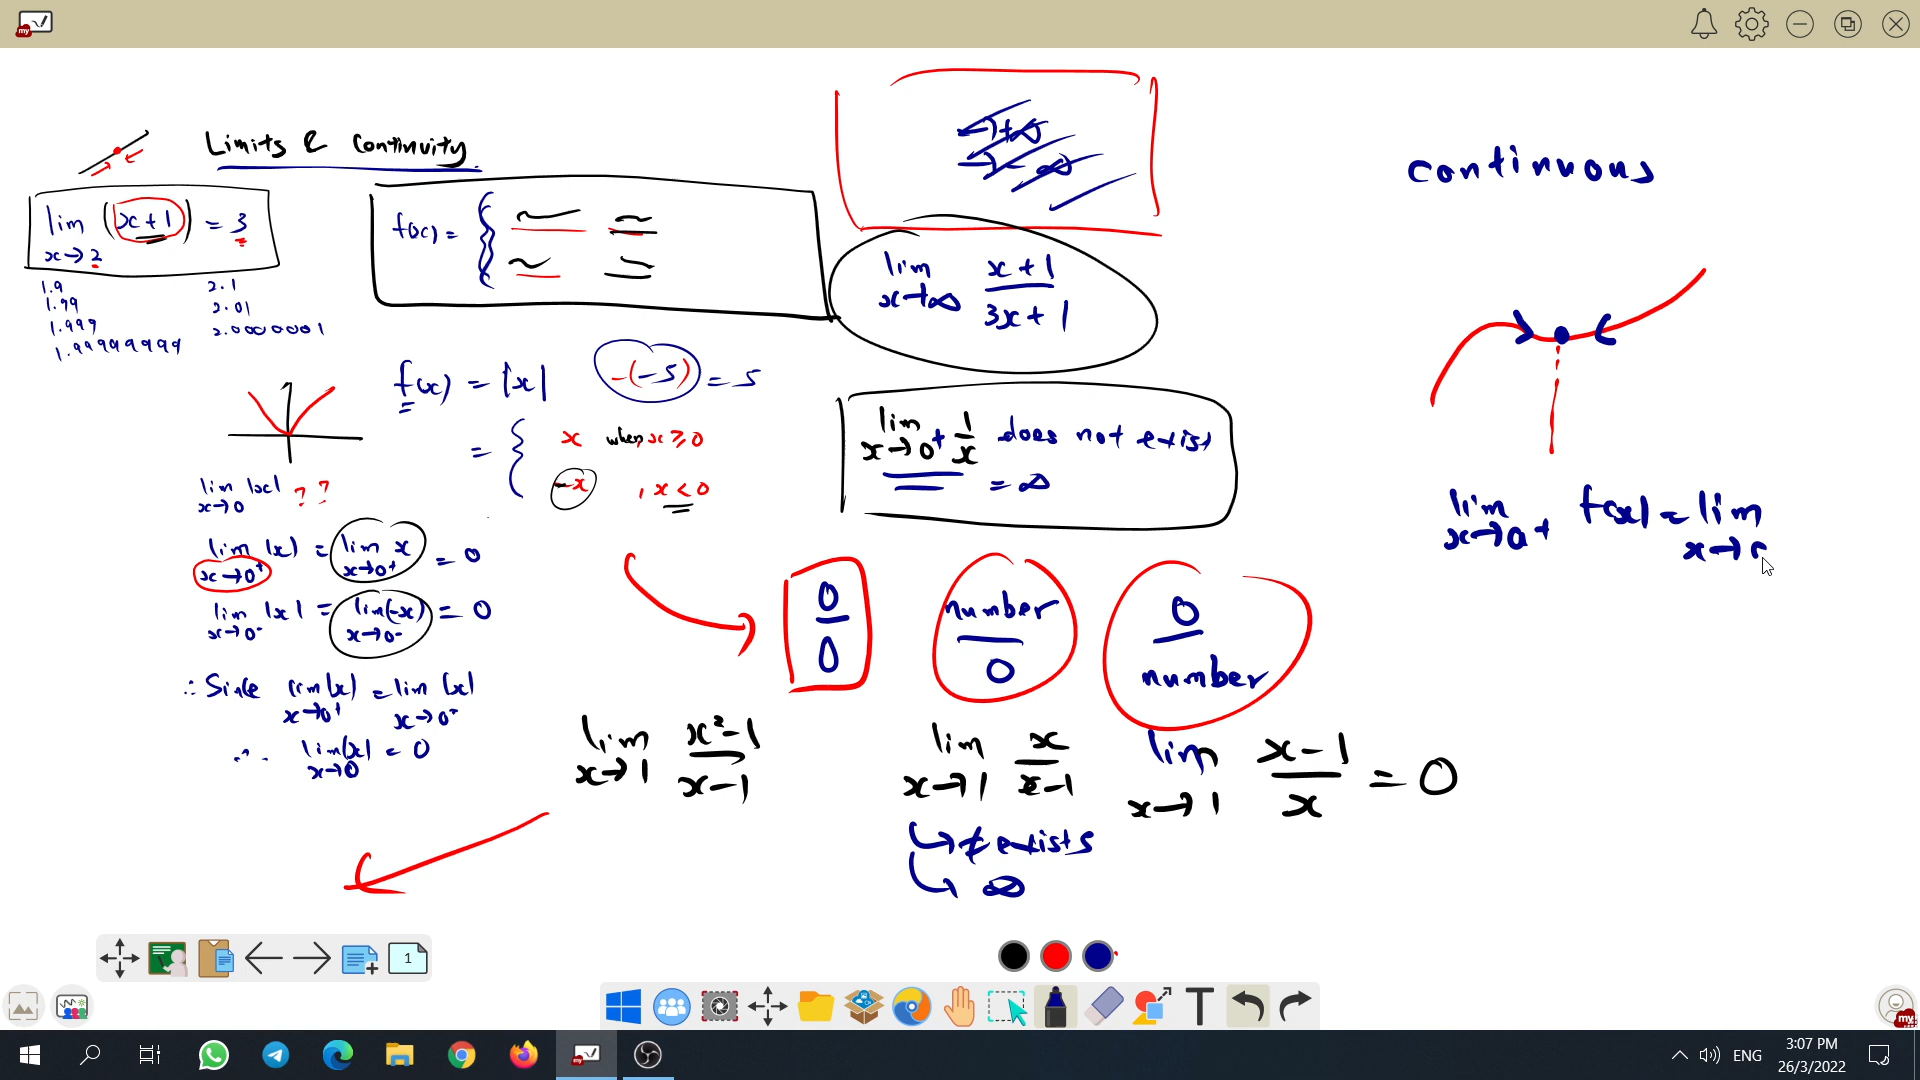 Limits & Continuity
lim (x+1) = 3
x→2
1.9
1.99
1.999
1.99999999
2.1
2.01
2.0000001
f(x) = {
f(x) = |x|
-(-5) = 5
= { x when, x ≥ 0
-x , x < 0
lim |x| ? ?
x→0
lim |x| = lim x = 0
x→0⁺ x→0⁺
lim |x| = lim(-x) = 0
x→0⁻ x→0⁻
∴ Since lim|x| = lim |x|
x→0⁺ x→0⁻
∴ lim|x| = 0
x→0
→+∞
→-∞
lim x+1
x→∞ 3x+1
lim 1/x does not exist
x→0⁺
= ∞
0
0
number
0
0
number
lim x²-1
x→1 x-1
lim x
x→1 x-1
↳ ∄ exists
↳ ∞
lim x-1 = 0
x→1 x
continuous
lim f(x) = lim
x→a⁺ x→
1
T
my
ENG
3:07 PM
26/3/2022